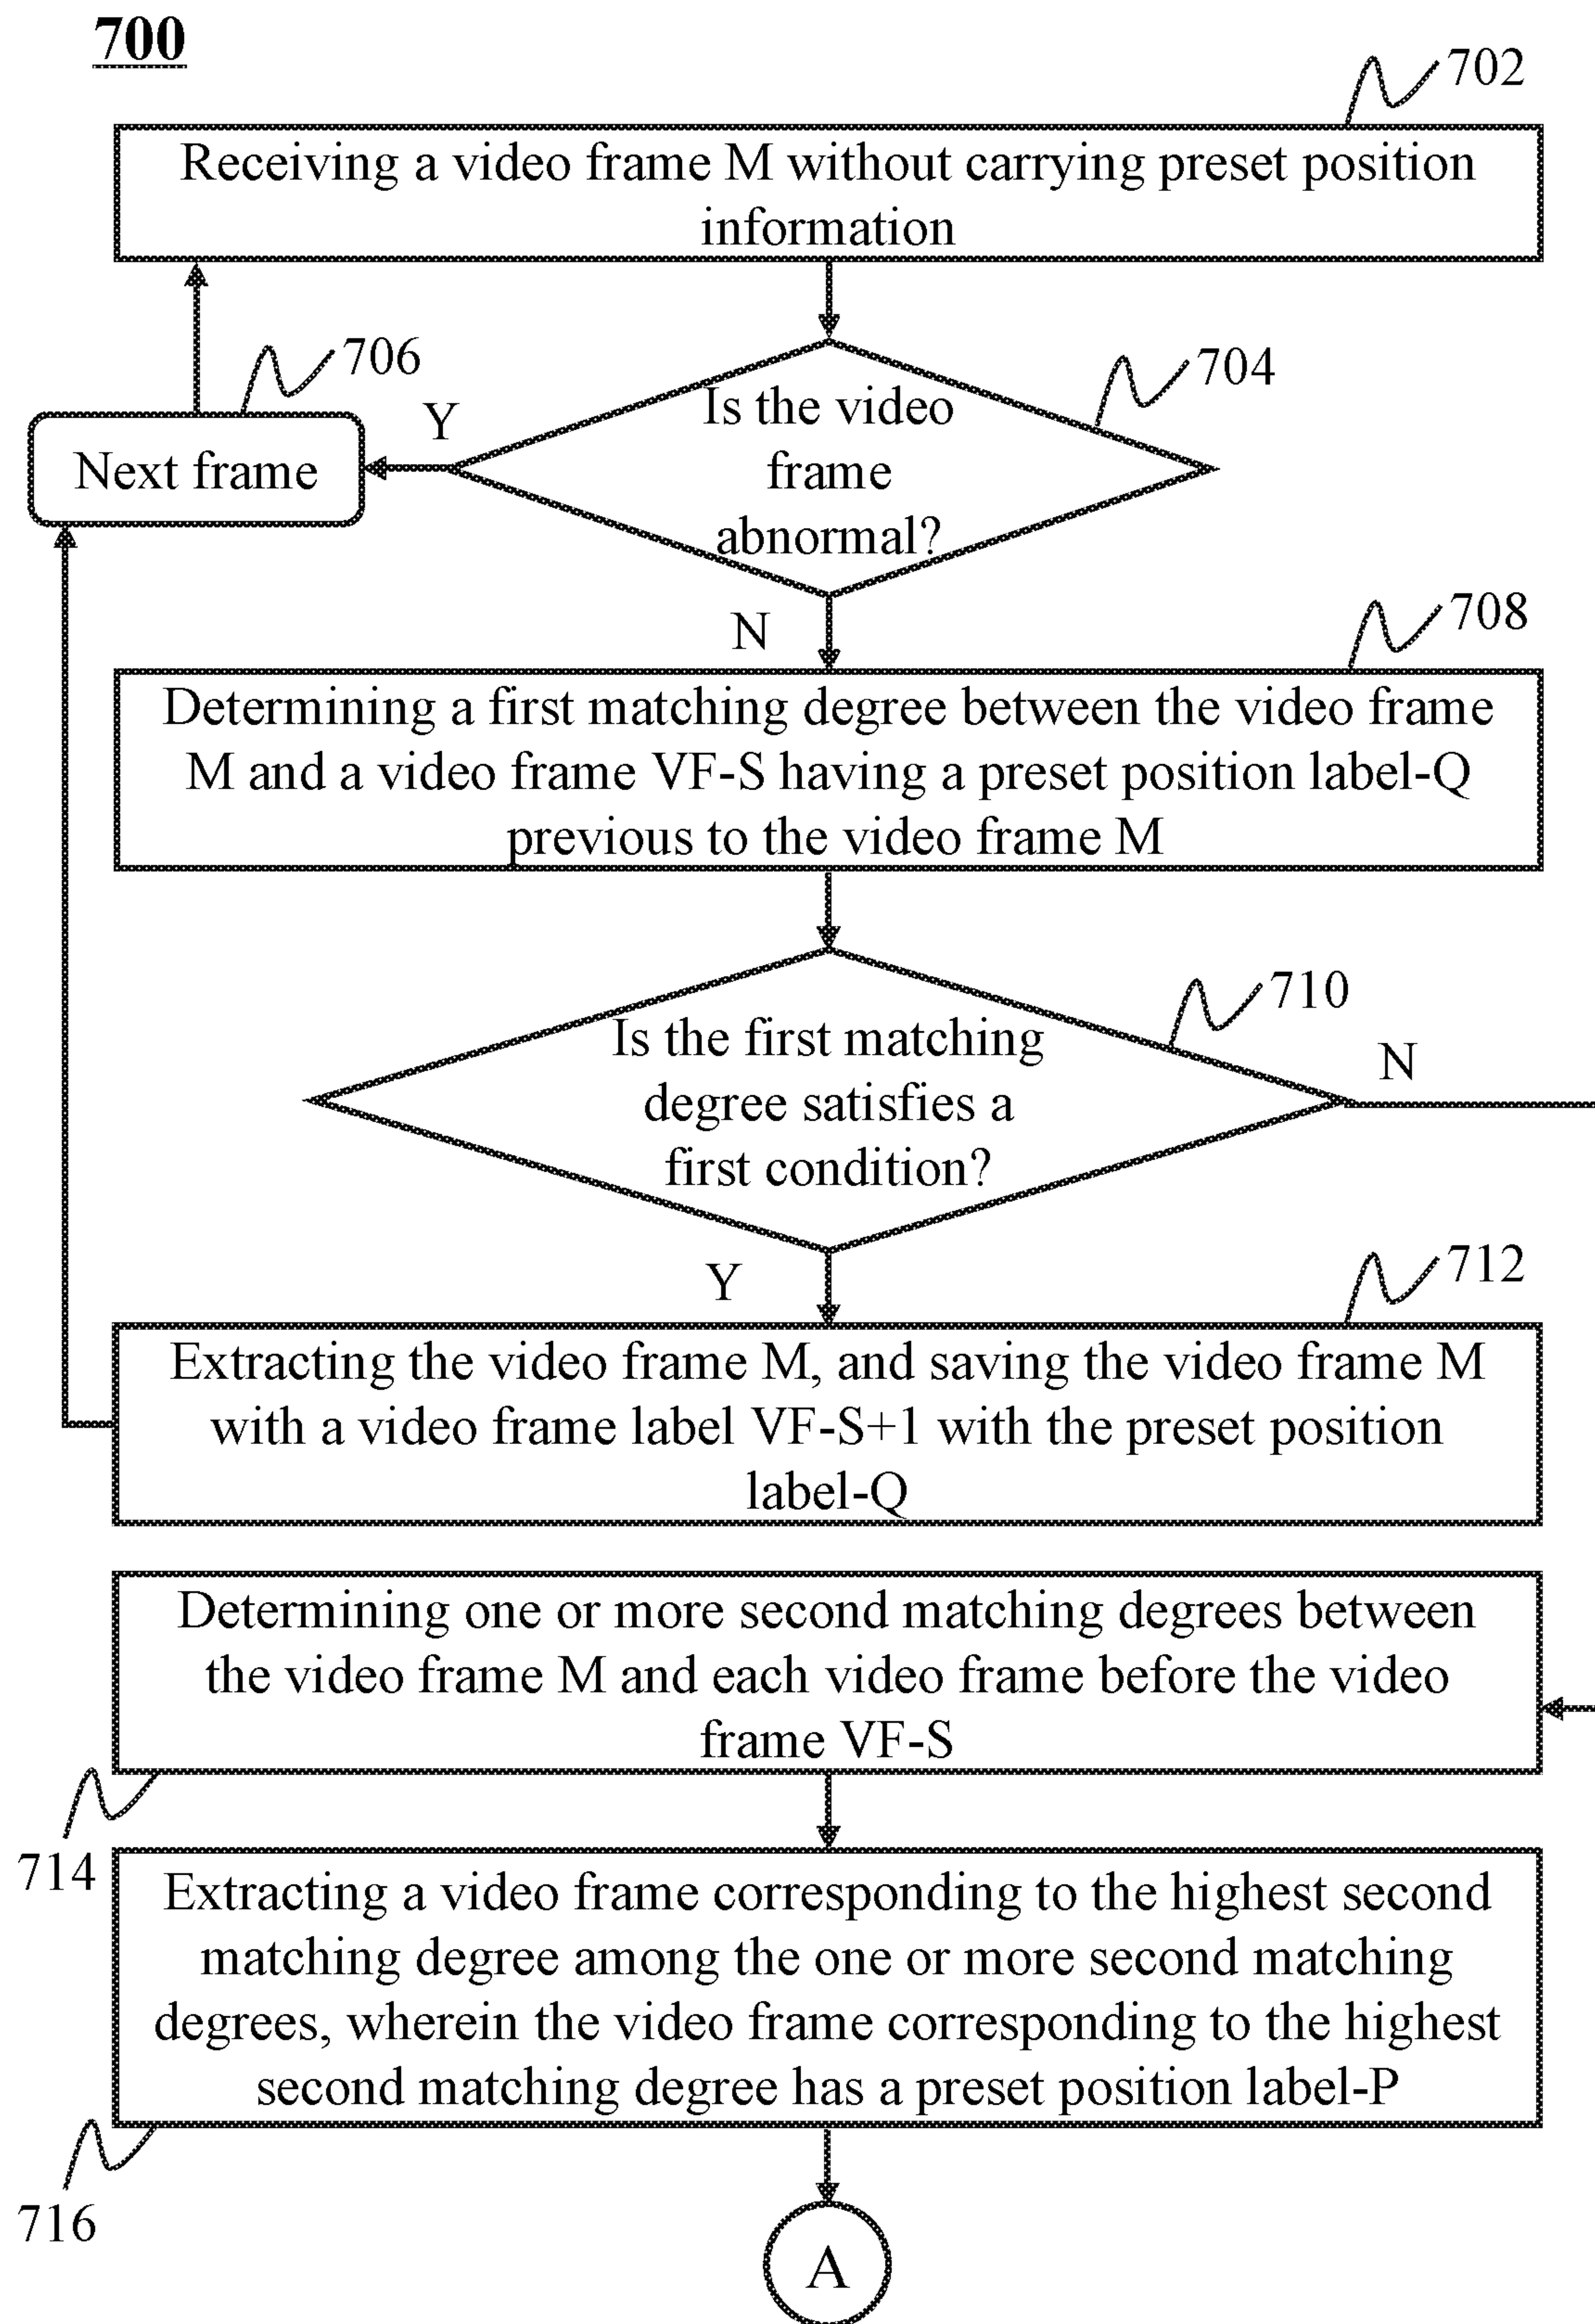 700
702
Receiving a video frame M without carrying preset position
information
706
704
Next frame
Y
Is the video
frame
abnormal?
N
708
Determining a first matching degree between the video frame
M and a video frame VF-S having a preset position label-Q
previous to the video frame M
710
Is the first matching
degree satisfies a
first condition?
N
Y
712
Extracting the video frame M, and saving the video frame M
with a video frame label VF-S+1 with the preset position
label-Q
Determining one or more second matching degrees between
the video frame M and each video frame before the video
frame VF-S
714
Extracting a video frame corresponding to the highest second
matching degree among the one or more second matching
degrees, wherein the video frame corresponding to the highest
second matching degree has a preset position label-P
716
A